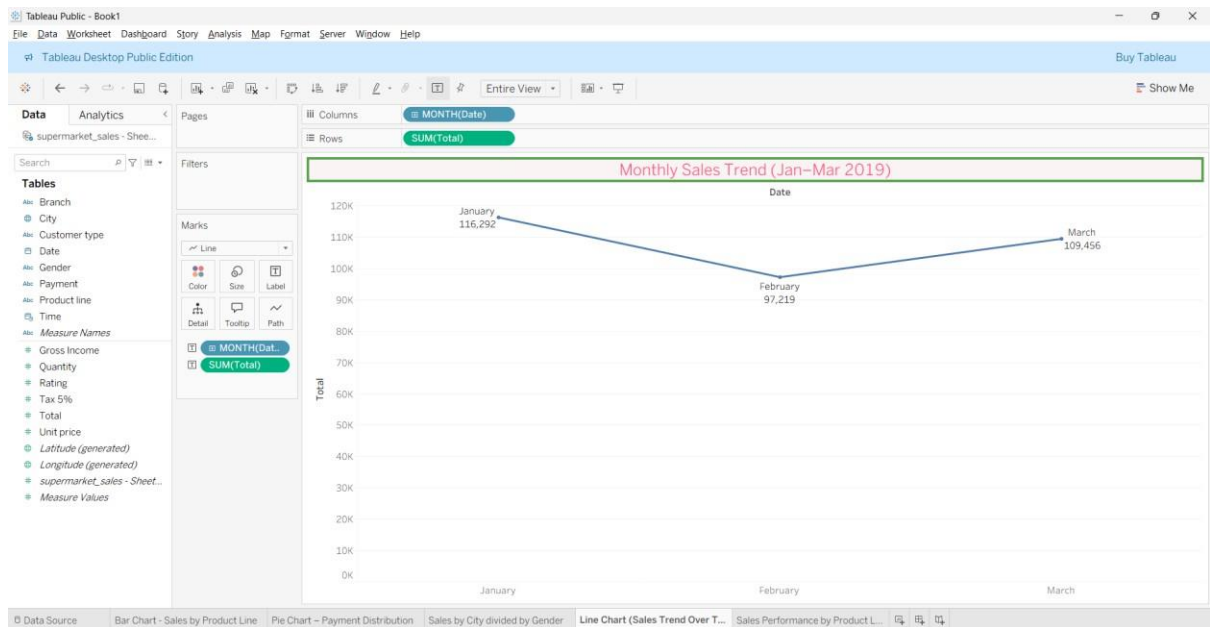 Tableau Public - Book1
File Data Worksheet Dashboard Story Analysis Map Format Server Window Help
Tableau Desktop Public Edition
Buy Tableau
Entire View
Show Me
Data Analytics
supermarket_sales - Shee...
Search
Tables
Abc Branch
City
Abc Customer type
Date
Abc Gender
Abc Payment
Abc Product line
Time
Abc Measure Names
Gross Income
Quantity
Rating
Tax 5%
Total
Unit price
Latitude (generated)
Longitude (generated)
supermarket_sales - Sheet...
Measure Values
Pages
Filters
Marks
Line
Color Size Label
Detail Tooltip Path
MONTH(Dat..
SUM(Total)
Columns MONTH(Date)
Rows SUM(Total)
Monthly Sales Trend (Jan–Mar 2019)
Date
Total
120K
110K
100K
90K
80K
70K
60K
50K
40K
30K
20K
10K
0K
January
116,292
February
97,219
March
109,456
January February March
Data Source Bar Chart - Sales by Product Line Pie Chart – Payment Distribution Sales by City divided by Gender Line Chart (Sales Trend Over T... Sales Performance by Product L...